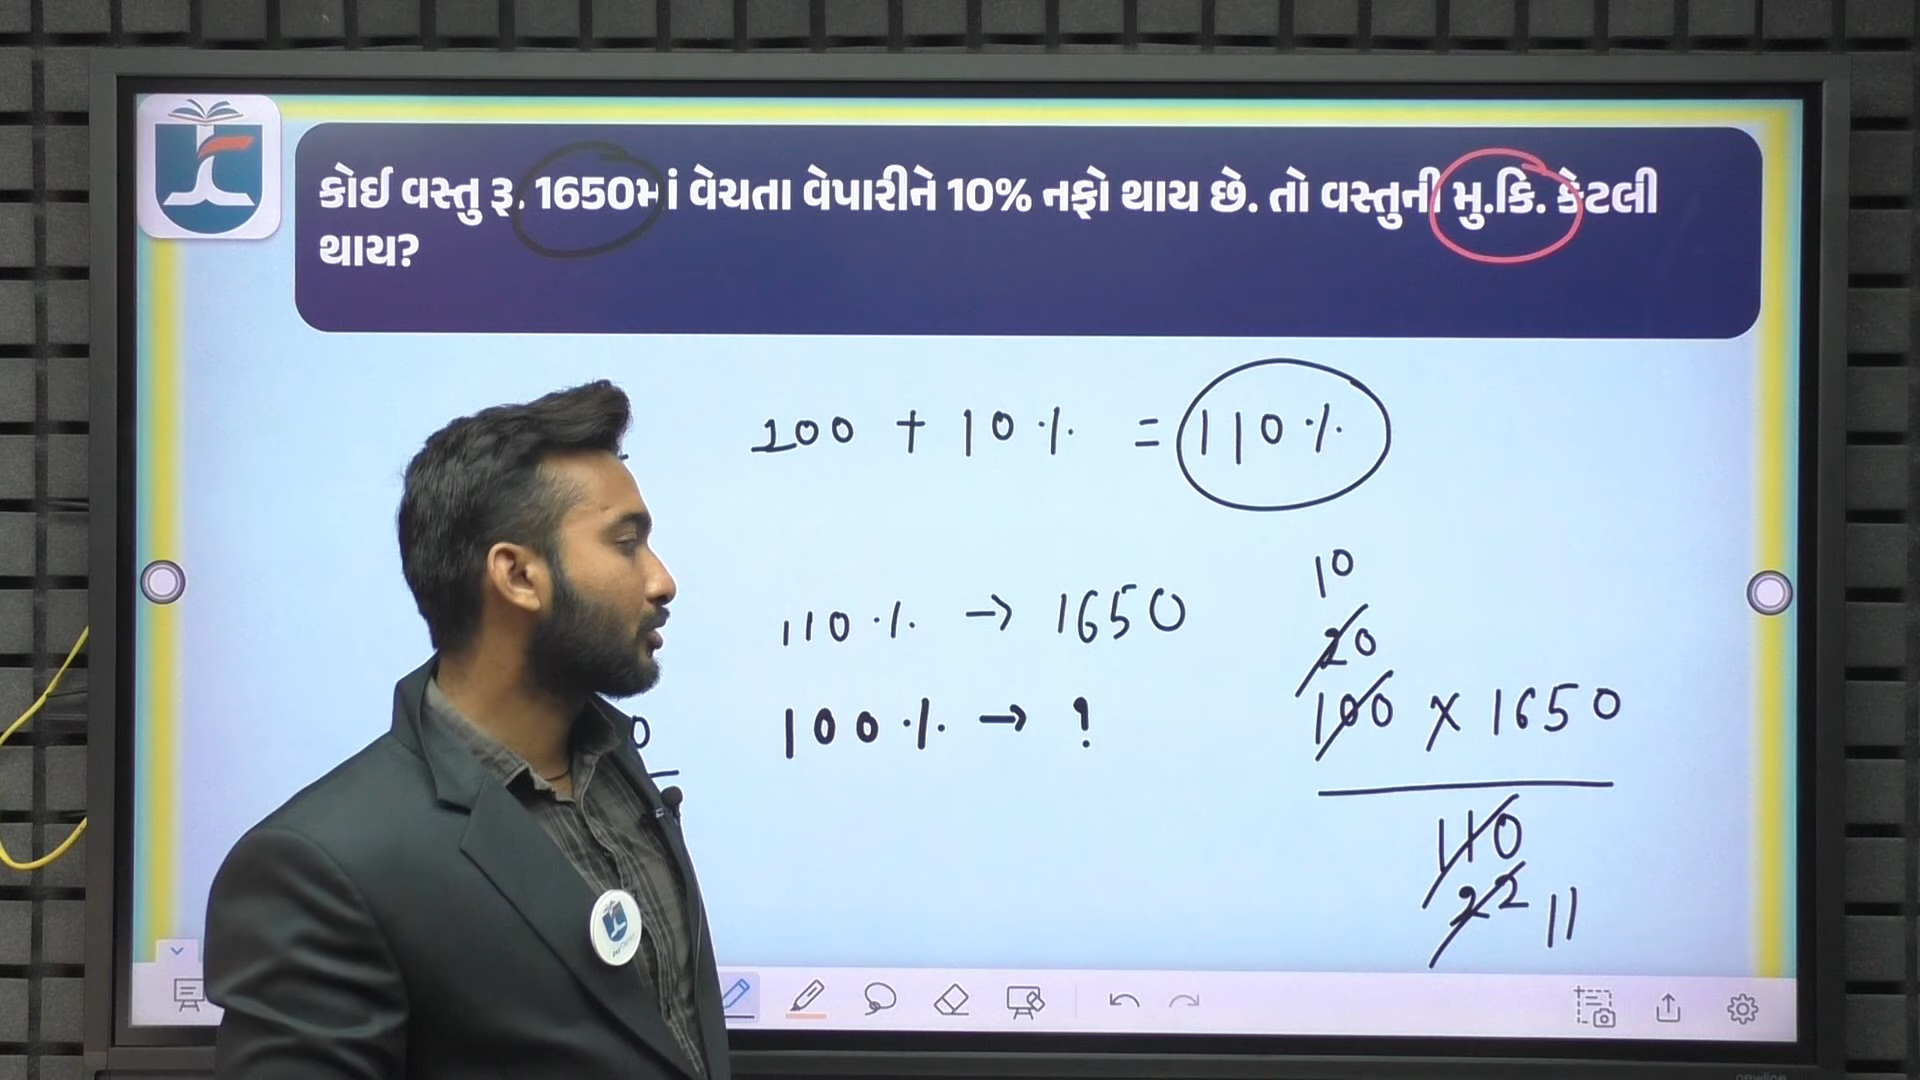 કોઈ વસ્તુ રૂ. 1650માં વેચતા વેપારીને 10% નફો થાય છે. તો વસ્તુની મુ.કિં. કેટલી
થાય?
100 + 10% = 110%
110% → 1650
100% → ?
0
10
20
100 x 1650
110
22 11